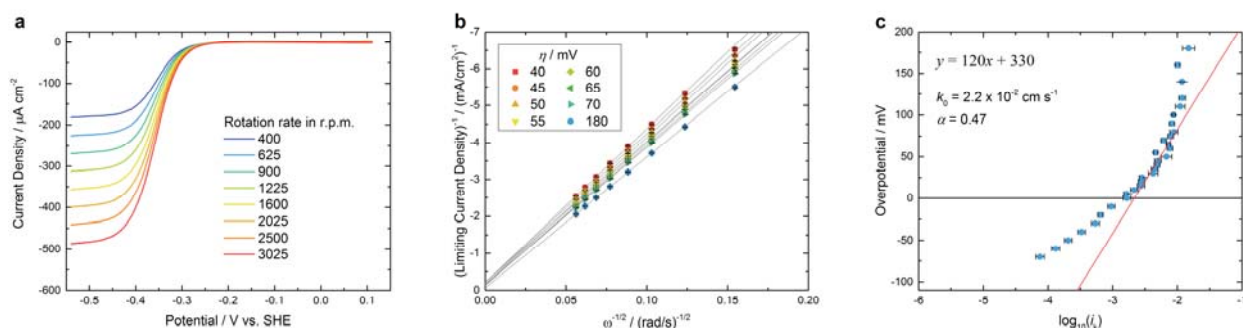 a
Current Density / µA cm⁻²
0
-100
-200
-300
-400
-500
-600
Rotation rate in r.p.m.
400
625
900
1225
1600
2025
2500
3025
-0.5 -0.4 -0.3 -0.2 -0.1 0.0 0.1
Potential / V vs. SHE
b
(Limiting Current Density)⁻¹ (mA/cm²)⁻¹
-7
-6
-5
-4
-3
-2
-1
0
η / mV
40 60
45 65
50 70
55 180
0.00 0.05 0.10 0.15 0.20
ω⁻¹ᐟ² / (rad/s)⁻¹ᐟ²
c
Overpotential / mV
200
150
100
50
0
-50
-100
y = 120x + 330
k₀ = 2.2 x 10⁻² cm s⁻¹
α = 0.47
-6 -5 -4 -3 -2 -1
log₁₀(iₖ)